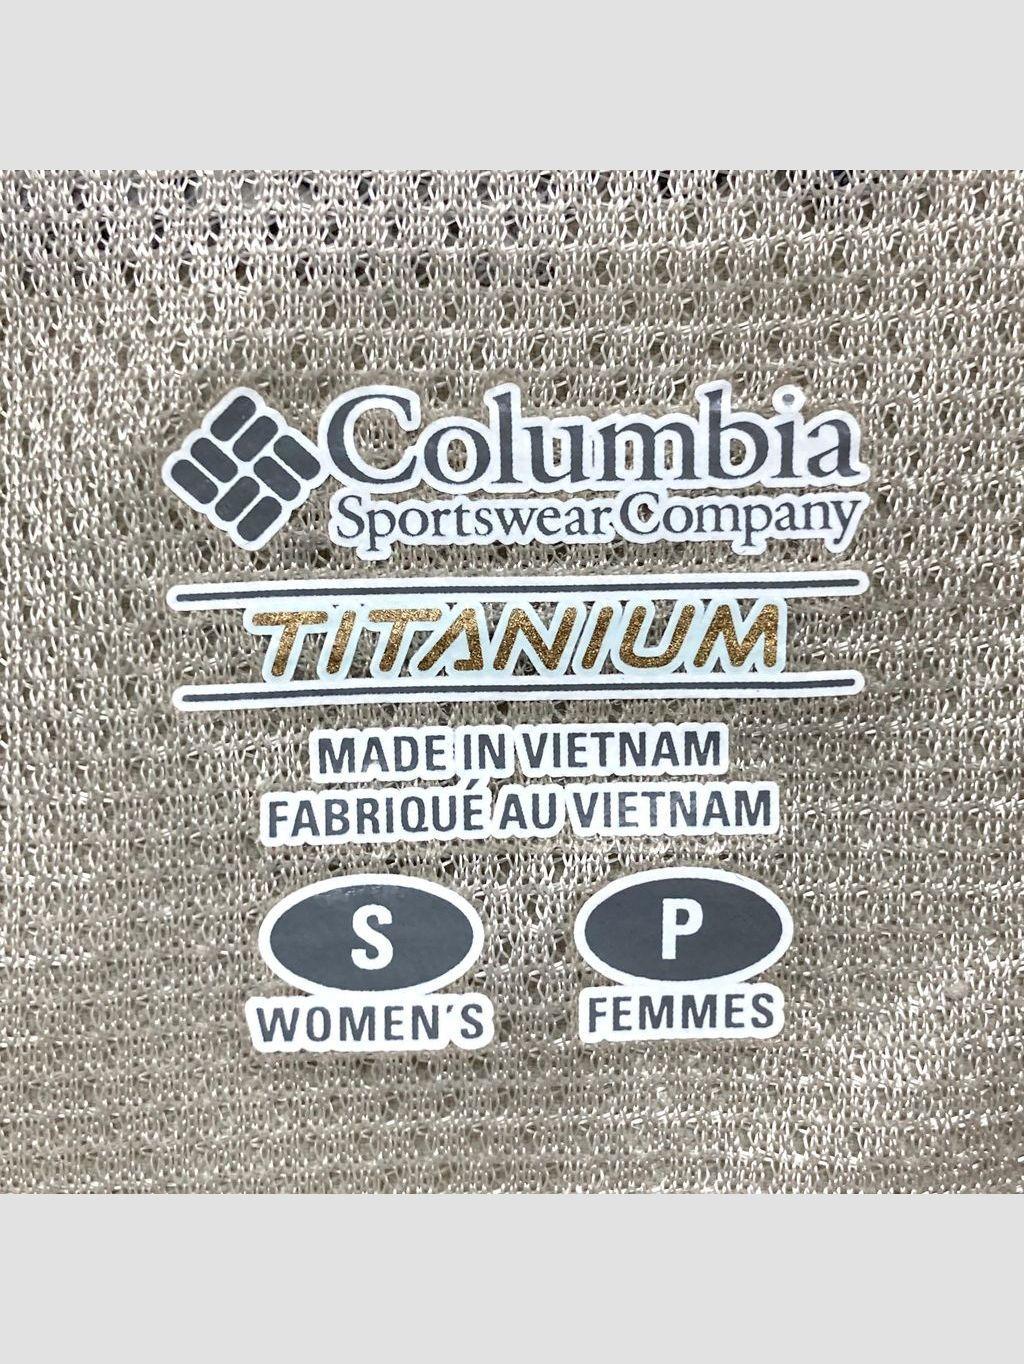 Columbia
Sportswear Company
TITANIUM
MADE IN VIETNAM
FABRIQUÉ AU VIETNAM
S P
WOMEN'S FEMMES